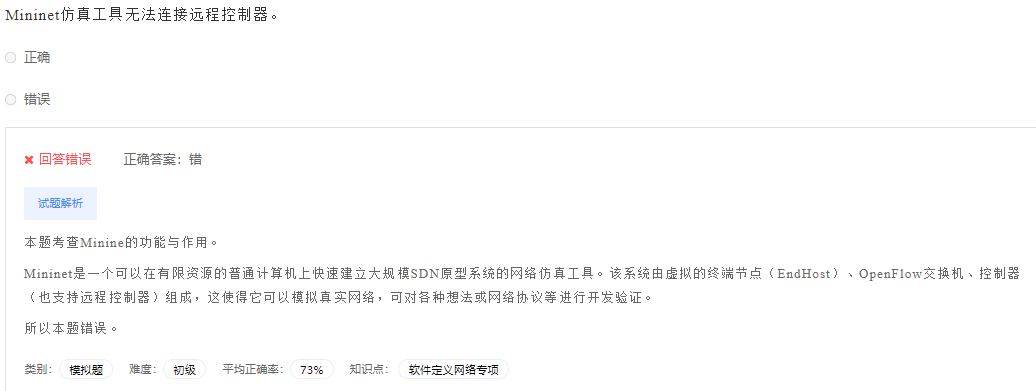 Mininet仿真工具无法连接远程控制器。
正确
错误
回答错误 正确答案：错
试题解析
本题考查Minine的功能与作用。
Mininet是一个可以在有限资源的普通计算机上快速建立大规模SDN原型系统的网络仿真工具。该系统由虚拟的终端节点（EndHost）、OpenFlow交换机、控制器
（也支持远程控制器）组成，这使得它可以模拟真实网络，可对各种想法或网络协议等进行开发验证。
所以本题错误。
类别： 模拟题 难度： 初级 平均正确率： 73% 知识点： 软件定义网络专项